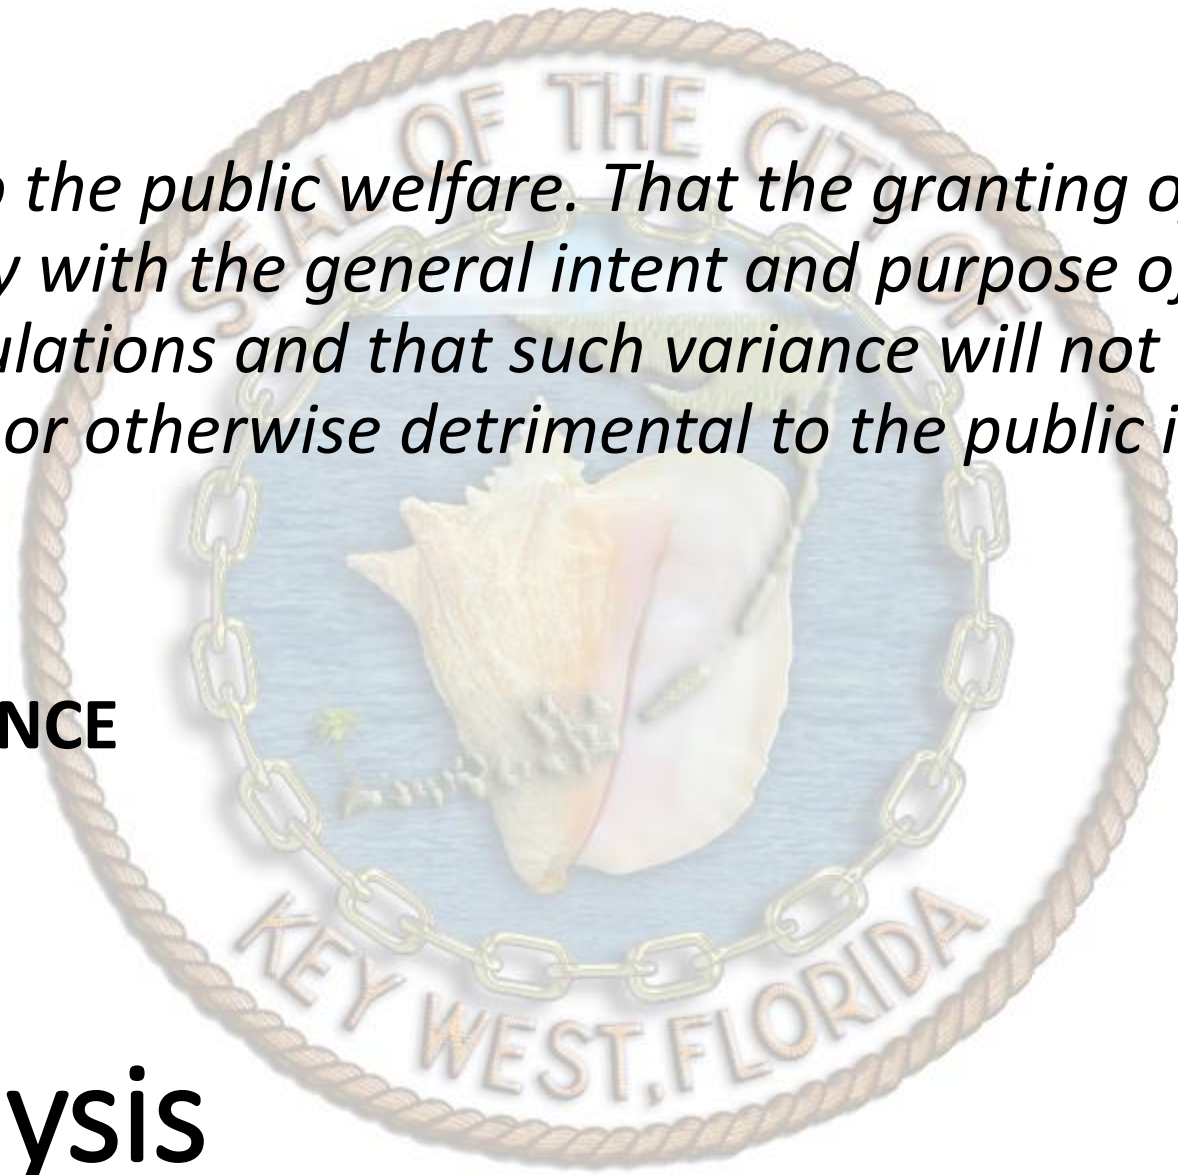 SEAL OF THE CITY OF
the public welfare. That the granting
with the general intent and purpose
ulations and that such variance will not
or otherwise detrimental to the public i
NCE
KEY WEST, FLORIDA
ysis